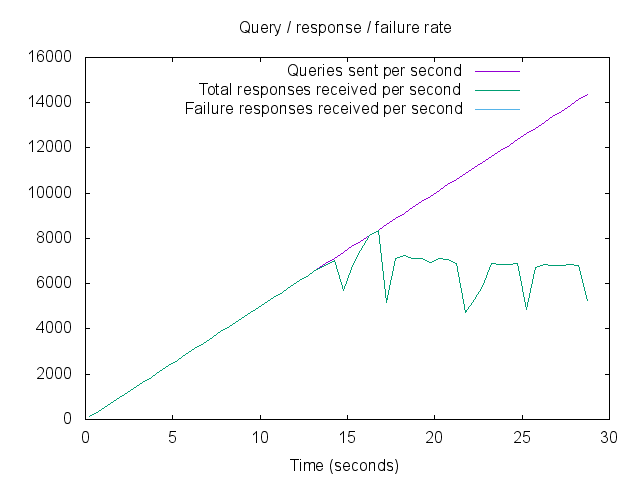 Query / response / failure rate
16000
14000
12000
10000
8000
6000
4000
2000
0
Queries sent per second
Total responses received per second
Failure responses received per second
0 5 10 15 20 25 30
Time (seconds)